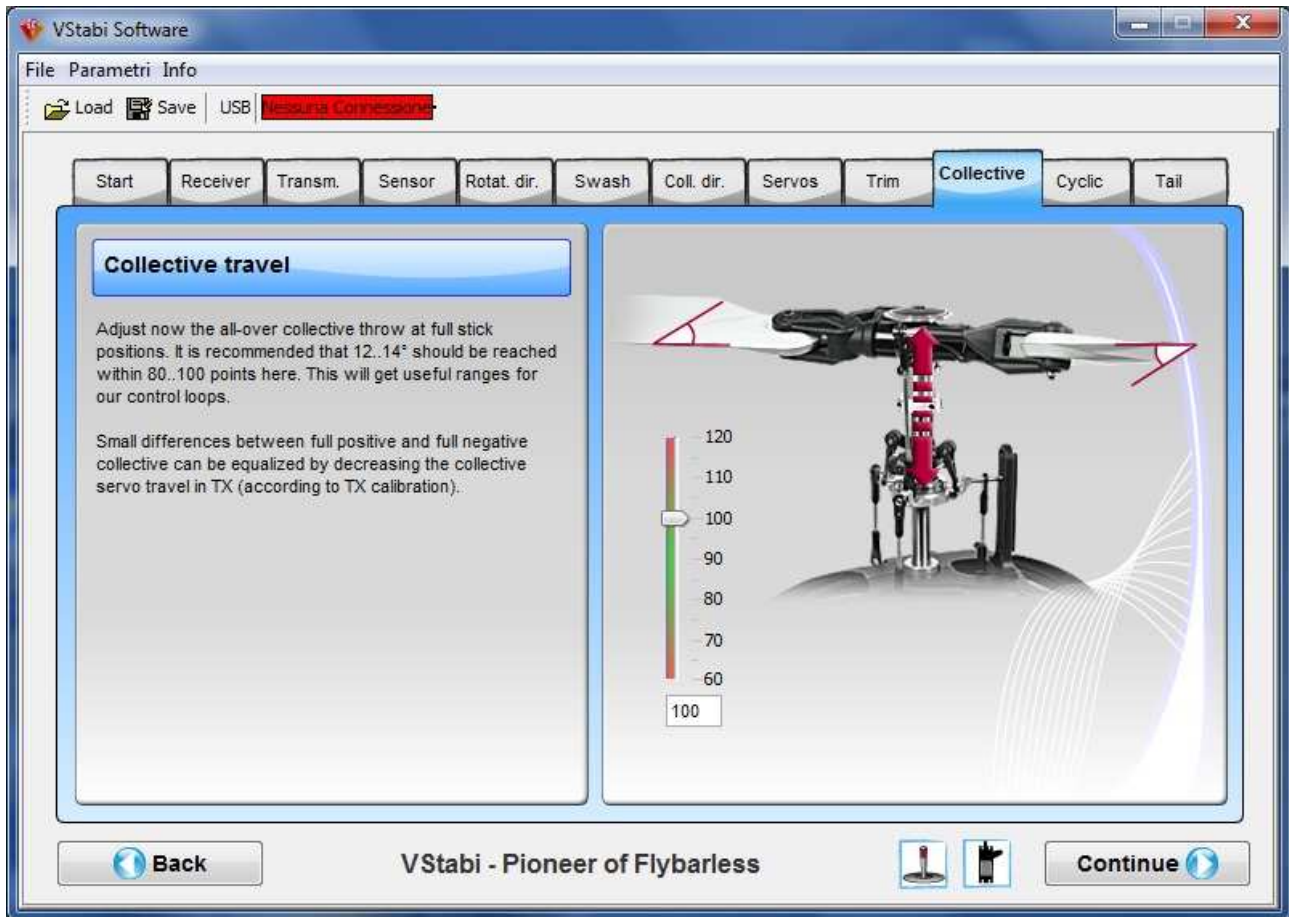 VStabi Software
File Parametri Info
Load Save USB Nessuna Connessione
Start Receiver Transm. Sensor Rotat. dir. Swash Coll. dir. Servos Trim Collective Cyclic Tail
Collective travel
Adjust now the all-over collective throw at full stick
positions. It is recommended that 12..14° should be reached
within 80..100 points here. This will get useful ranges for
our control loops.
Small differences between full positive and full negative
collective can be equalized by decreasing the collective
servo travel in TX (according to TX calibration).
120
110
100
90
80
70
60
100
Back
VStabi - Pioneer of Flybarless
Continue